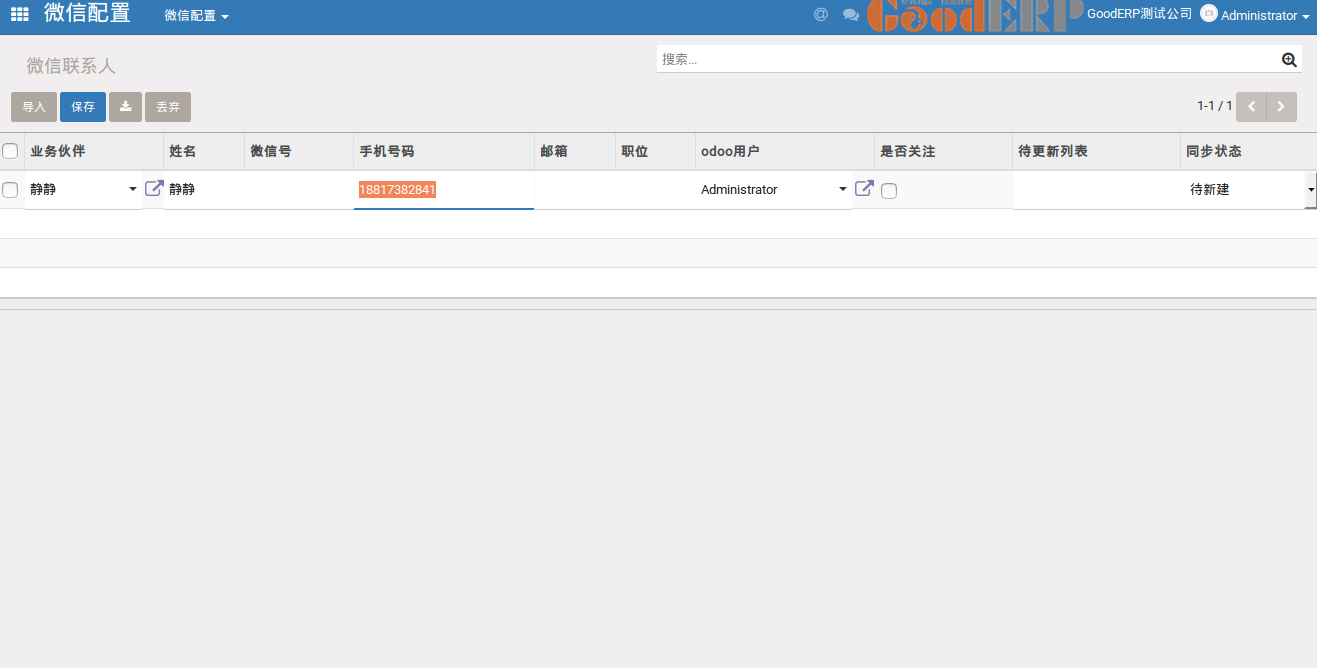 微信配置 微信配置 @ GoodERP GoodERP测试公司 Administrator
微信联系人 搜索...
导入 保存 丢弃 1-1 / 1
业务伙伴 姓名 微信号 手机号码 邮箱 职位 odoo用户 是否关注 待更新列表 同步状态
静静 静静 18817382841 Administrator 待新建